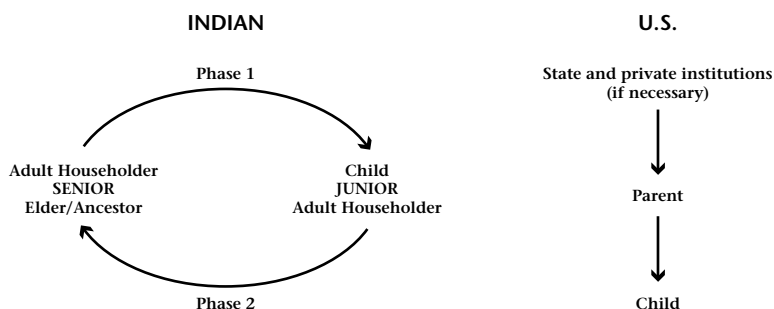 INDIAN
Phase 1
Adult Householder
SENIOR
Elder/Ancestor
Child
JUNIOR
Adult Householder
Phase 2
U.S.
State and private institutions
(if necessary)
Parent
Child